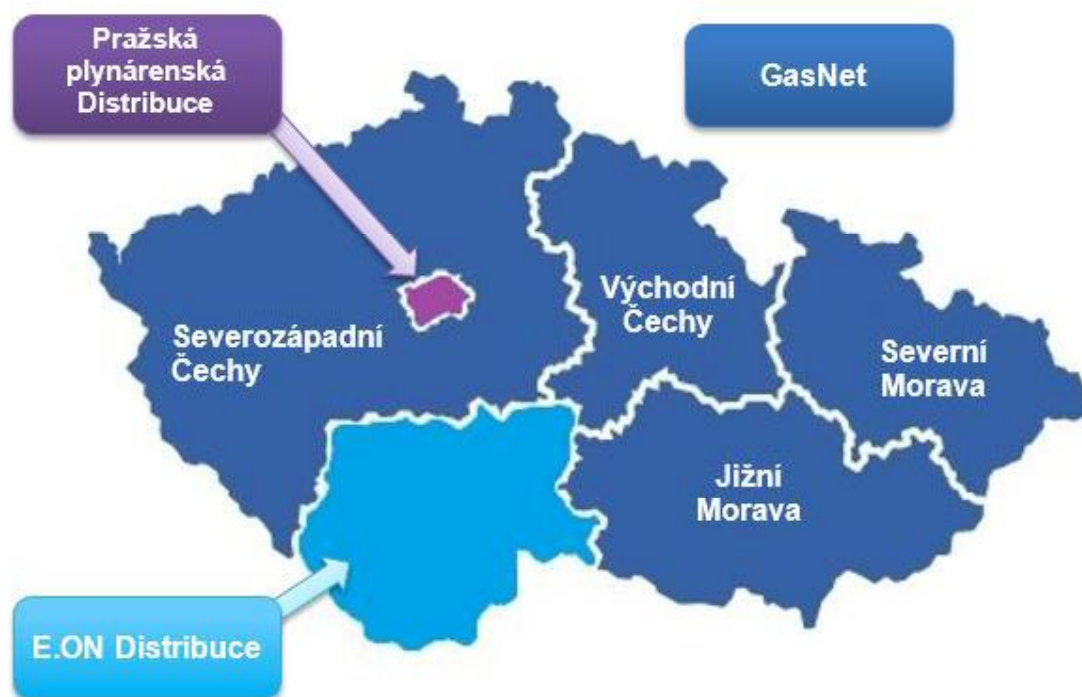 Pražská
plynárenská
Distribuce
GasNet
Severozápadní
Čechy
Východní
Čechy
Severní
Morava
Jižní
Morava
E.ON Distribuce